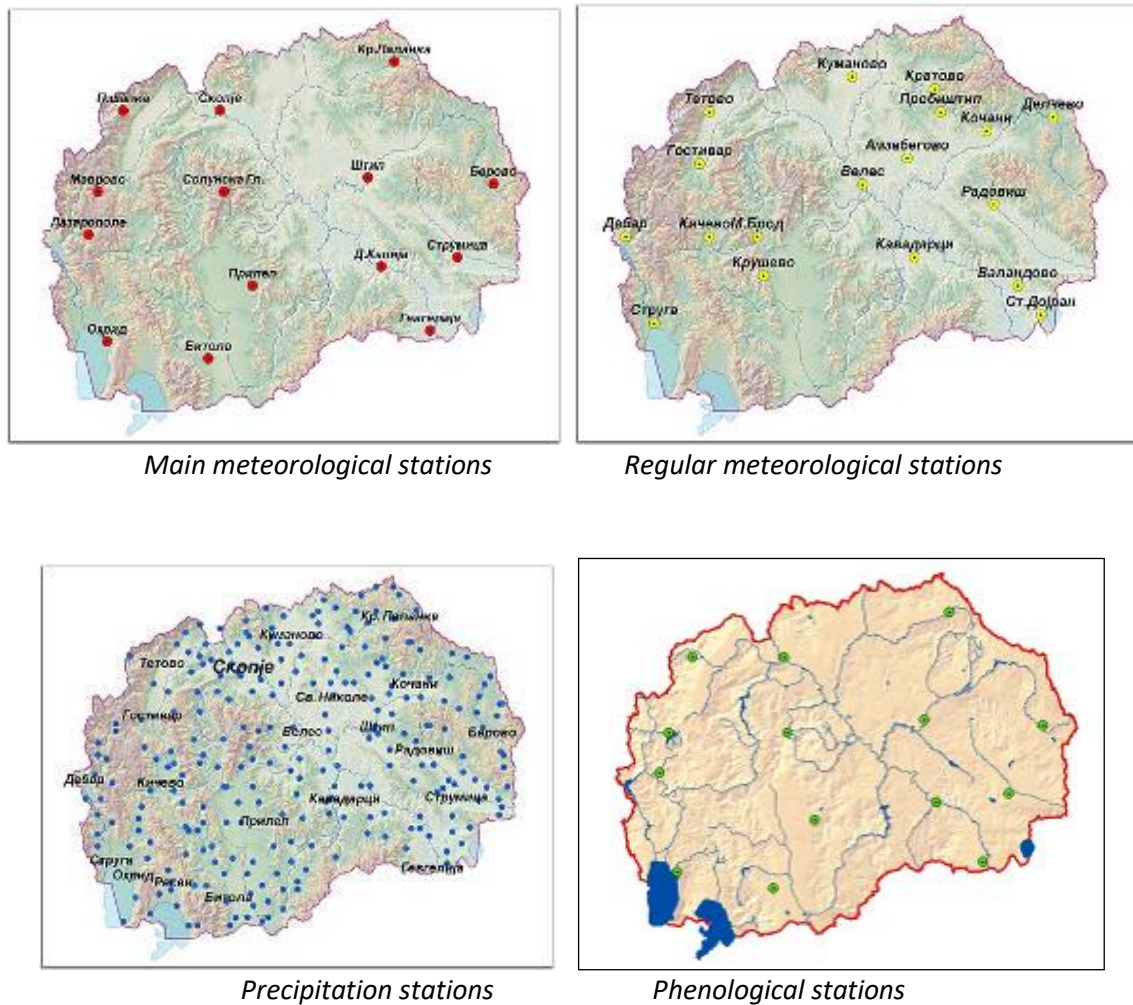 Кр.Паланка
П.Шапка Скопје
Штип
Берово
Маврово Солунска Гл.
Лазарополе
Струмица
Д.Капија
Прилеп
Гевгелија
Охрид
Битола
Куманово
Кратово
Тетово Пробиштип Делчево
Кочани
Амзабегово
Гостивар
Велес
Радовиш
Дебар Кичево М.Брод
Кавадарци
Крушево Валандово
Ст.Дојран
Струга
Main meteorological stations Regular meteorological stations
Кр. Паланка
Куманово
Тетово Скопје
Кочани
Св. Николе
Гостивар
Велес Штип Берово
Радовиш
Дебар Кичево
Кавадарци Струмица
Прилеп
Струга Гевгелија
Охрид Ресен
Битола
Precipitation stations Phenological stations